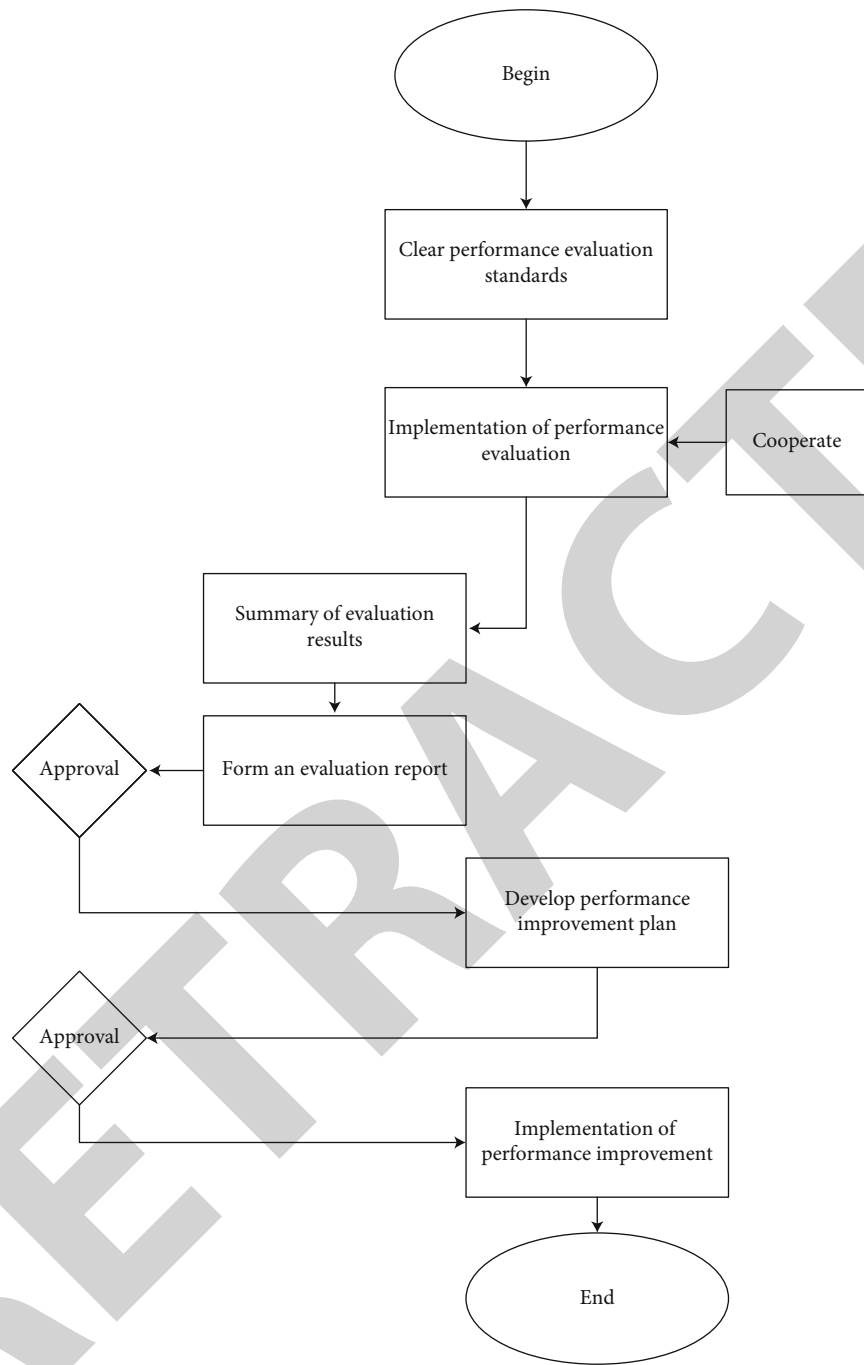 Begin
Clear performance evaluation
standards
Implementation of performance
evaluation
Cooperate
Summary of evaluation
results
Form an evaluation report
Approval
Develop performance
improvement plan
Approval
Implementation of
performance improvement
End
RETRACT